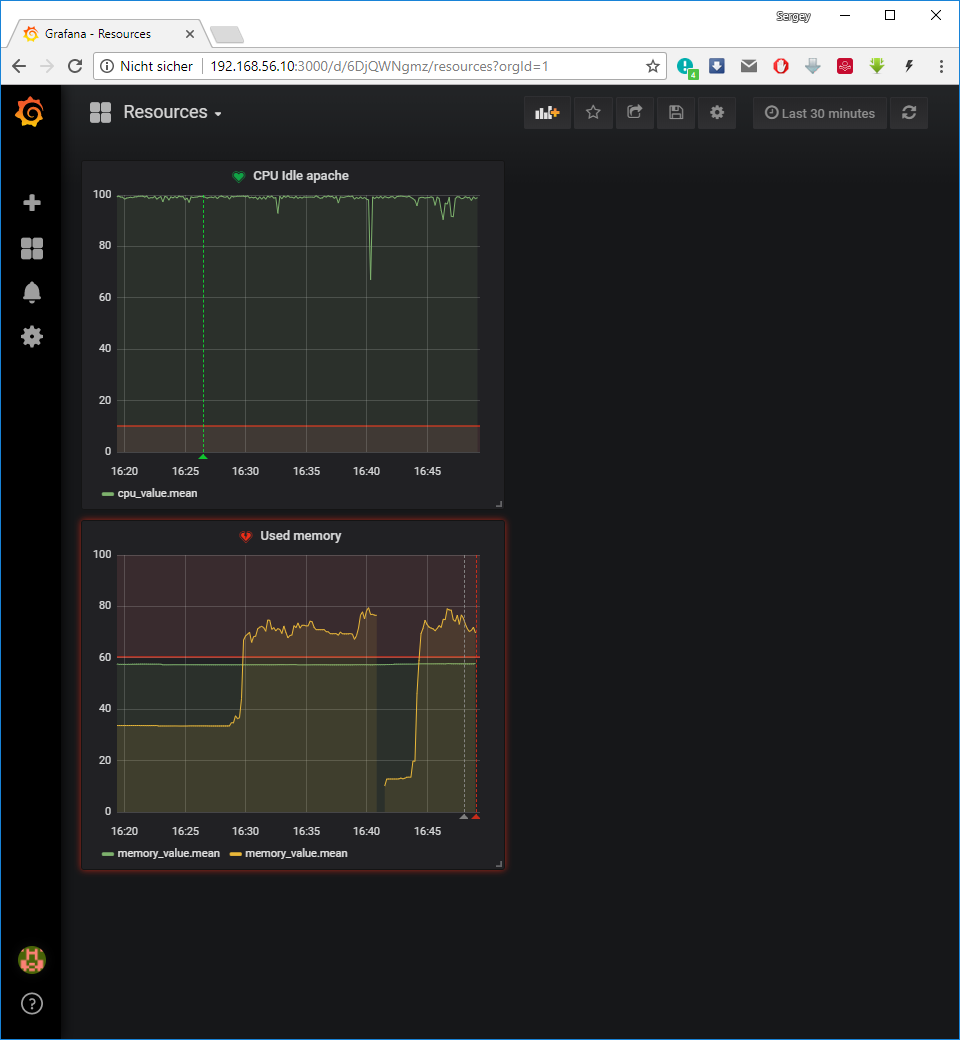 Sergey
Grafana - Resources
Nicht sicher 192.168.56.10:3000/d/6DjQWNgmz/resources?orgId=1
4
Resources
Last 30 minutes
CPU Idle apache
100
80
60
40
20
0
16:20 16:25 16:30 16:35 16:40 16:45
cpu_value.mean
Used memory
100
80
60
40
20
0
16:20 16:25 16:30 16:35 16:40 16:45
memory_value.mean memory_value.mean
?